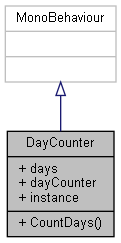 MonoBehaviour
DayCounter
+ days
+ dayCounter
+ instance
+ CountDays()